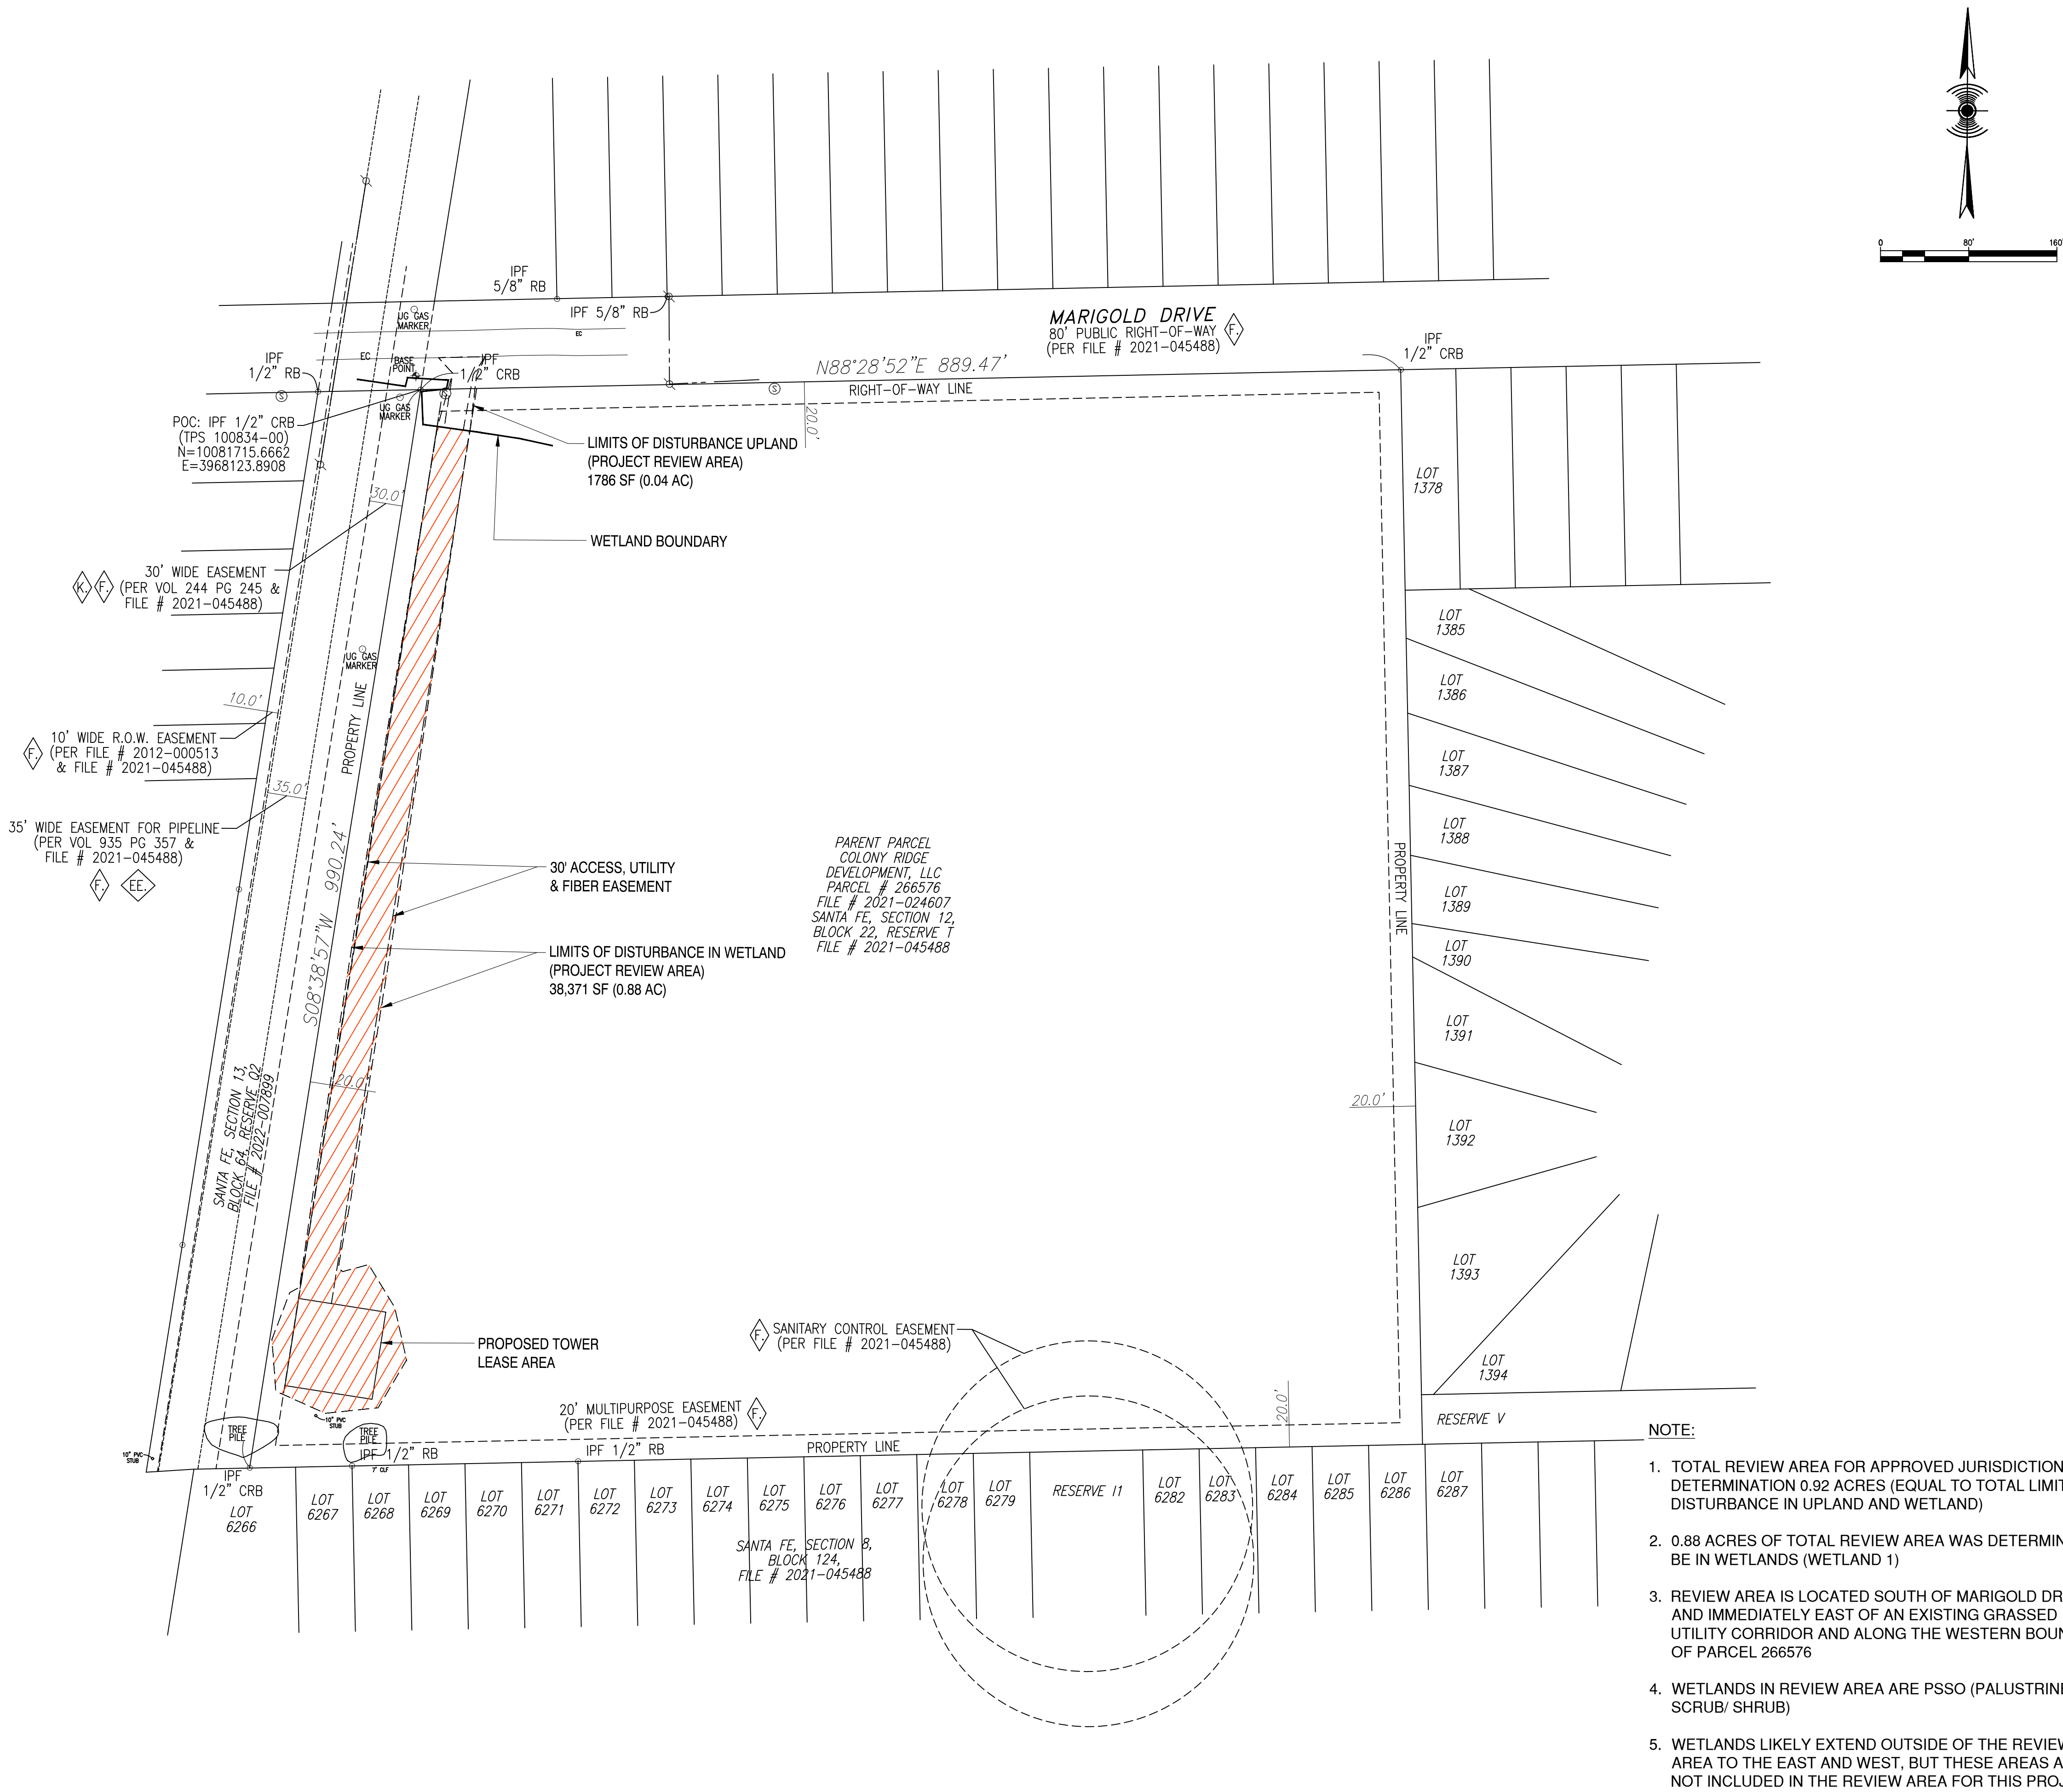 0 80' 160'
IPF
5/8" RB
IPF 5/8" RB
UG GAS
MARKER
EC
MARIGOLD DRIVE
80' PUBLIC RIGHT-OF-WAY F.
(PER FILE # 2021-045488)
IPF
1/2" CRB
IPF
1/2" RB
EC
BASE
POINT
IPF
1/2" CRB
N88°28'52"E 889.47'
RIGHT-OF-WAY LINE
S
S
S
UG GAS
MARKER
20.0'
POC: IPF 1/2" CRB
(TPS 100834-00)
N=10081715.6662
E=3968123.8908
LIMITS OF DISTURBANCE UPLAND
(PROJECT REVIEW AREA)
1786 SF (0.04 AC)
WETLAND BOUNDARY
30.0'
30' WIDE EASEMENT
K. F. (PER VOL 244 PG 245 &
FILE # 2021-045488)
LOT
1378
LOT
1385
LOT
1386
LOT
1387
LOT
1388
LOT
1389
LOT
1390
LOT
1391
LOT
1392
LOT
1393
LOT
1394
UG GAS
MARKER
PROPERTY LINE
10.0'
10' WIDE R.O.W. EASEMENT
F. (PER FILE # 2012-000513
& FILE # 2021-045488)
35.0'
35' WIDE EASEMENT FOR PIPELINE
(PER VOL 935 PG 357 &
FILE # 2021-045488)
F. EE.
S08°38'57"W 990.24'
30' ACCESS, UTILITY
& FIBER EASEMENT
LIMITS OF DISTURBANCE IN WETLAND
(PROJECT REVIEW AREA)
38,371 SF (0.88 AC)
PARENT PARCEL
COLONY RIDGE
DEVELOPMENT, LLC
PARCEL # 266576
FILE # 2021-024607
SANTA FE, SECTION 12,
BLOCK 22, RESERVE T
FILE # 2021-045488
PROPERTY LINE
20.0'
20.0'
SANTA FE, SECTION 13,
BLOCK 64, RESERVE Q2
FILE # 2022-007899
PROPOSED TOWER
LEASE AREA
F. SANITARY CONTROL EASEMENT
(PER FILE # 2021-045488)
20' MULTIPURPOSE EASEMENT F.
(PER FILE # 2021-045488)
20.0'
10" PVC
STUB
TREE
PILE
TREE
PILE
10" PVC
STUB
IPF 1/2" RB
7' CLF
IPF 1/2" RB
PROPERTY LINE
RESERVE V
IPF
1/2" CRB
LOT
6266
LOT
6267
LOT
6268
LOT
6269
LOT
6270
LOT
6271
LOT
6272
LOT
6273
LOT
6274
LOT
6275
LOT
6276
LOT
6277
LOT
6278
LOT
6279
RESERVE I1
LOT
6282
LOT
6283
LOT
6284
LOT
6285
LOT
6286
LOT
6287
SANTA FE, SECTION 8,
BLOCK 124,
FILE # 2021-045488
NOTE:
1. TOTAL REVIEW AREA FOR APPROVED JURISDICTION
DETERMINATION 0.92 ACRES (EQUAL TO TOTAL LIMIT
DISTURBANCE IN UPLAND AND WETLAND)
2. 0.88 ACRES OF TOTAL REVIEW AREA WAS DETERMIN
BE IN WETLANDS (WETLAND 1)
3. REVIEW AREA IS LOCATED SOUTH OF MARIGOLD DR
AND IMMEDIATELY EAST OF AN EXISTING GRASSED
UTILITY CORRIDOR AND ALONG THE WESTERN BOUN
OF PARCEL 266576
4. WETLANDS IN REVIEW AREA ARE PSSO (PALUSTRINE
SCRUB/ SHRUB)
5. WETLANDS LIKELY EXTEND OUTSIDE OF THE REVIEW
AREA TO THE EAST AND WEST, BUT THESE AREAS A
NOT INCLUDED IN THE REVIEW AREA FOR THIS PROJ